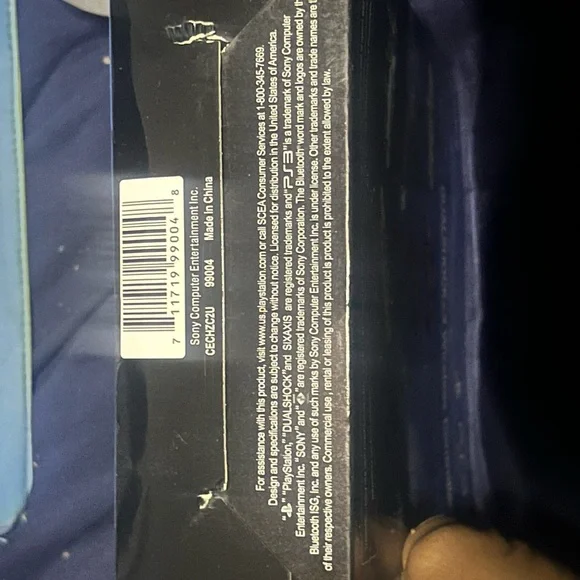 7 11719 99004 8
Sony Computer Entertainment Inc.
CECHZC2U 99004 Made in China
For assistance with this product, visit www.us.playstation.com or call SCEA Consumer Services at 1-800-345-7669.
Design and specifications are subject to change without notice. Licensed for distribution in the United States of America.
" " "PlayStation," "DUALSHOCK"and SIXAXIS are registered trademarks and "PS3" is a trademark of Sony Computer
Entertainment Inc. "SONY"and" "are registered trademarks of Sony Corporation. The Bluetooth word mark and logos are owned by
Bluetooth ISG, Inc. and any use of such marks by Sony Computer Entertainment Inc. is under license. Other trademarks and trade names are
of their respective owners. Commercial use , rental or leasing of this product is product is prohibited to the extent allowed by law.